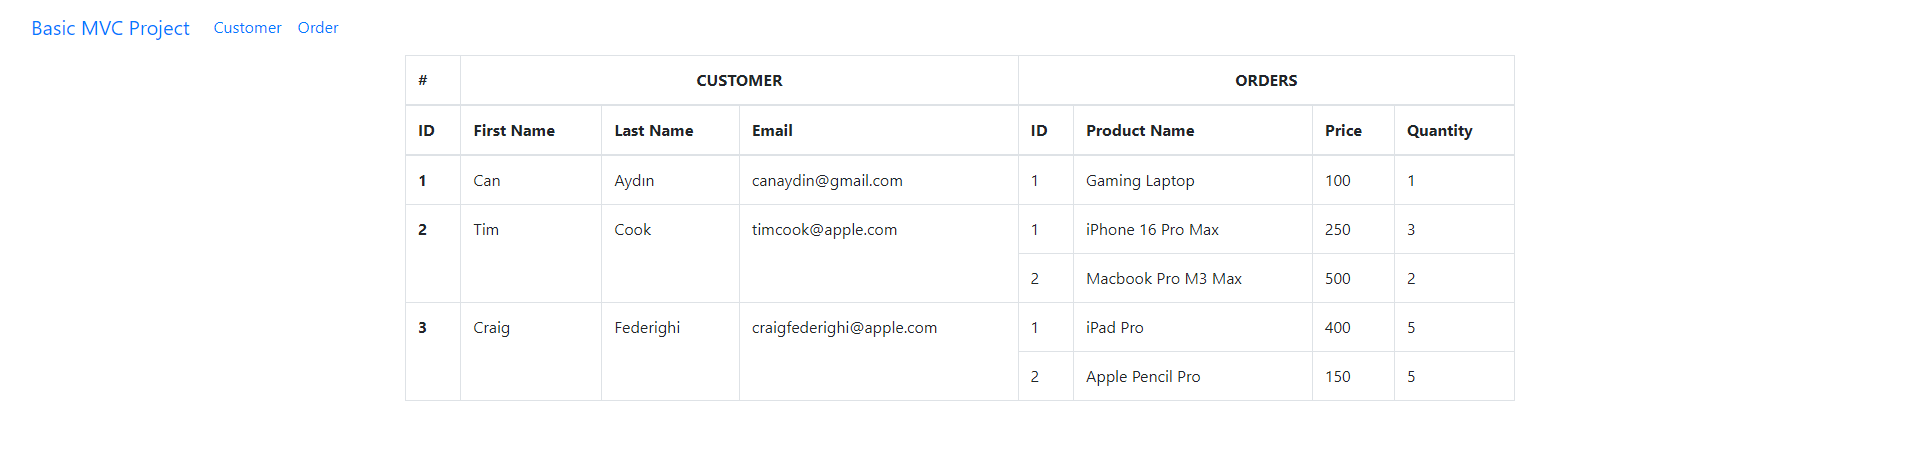 Basic MVC Project Customer Order
# CUSTOMER ORDERS
ID First Name Last Name Email ID Product Name Price Quantity
1 Can Aydın canaydin@gmail.com 1 Gaming Laptop 100 1
2 Tim Cook timcook@apple.com 1 iPhone 16 Pro Max 250 3
2 Macbook Pro M3 Max 500 2
3 Craig Federighi craigfederighi@apple.com 1 iPad Pro 400 5
2 Apple Pencil Pro 150 5